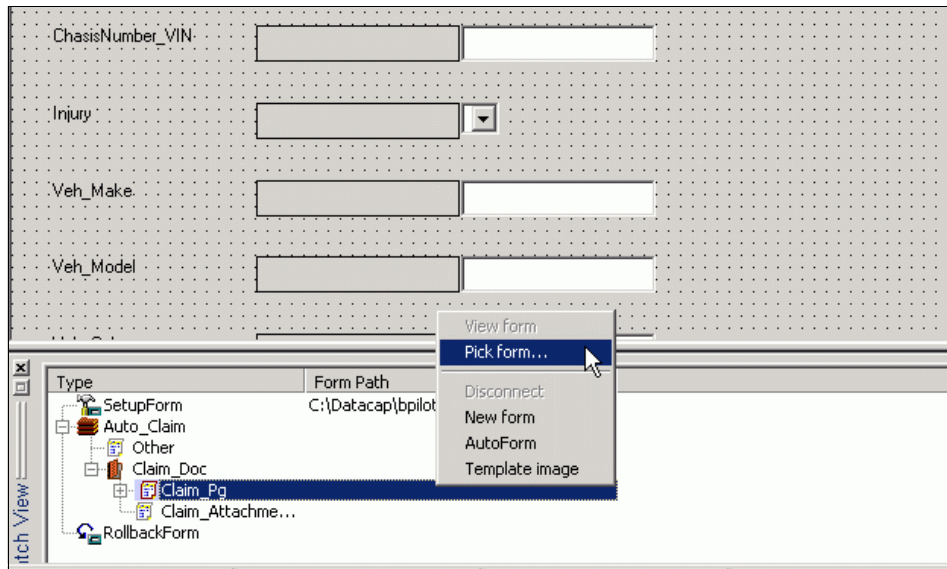 ChasisNumber_VIN
Injury
Veh_Make
Veh_Model
View form
Pick form...
Type
Form Path
Disconnect
SetupForm
C:\Datacap\bpilot
New form
Auto_Claim
AutoForm
Other
Claim_Doc
Template image
Claim_Pg
Claim_Attachme...
RollbackForm
View